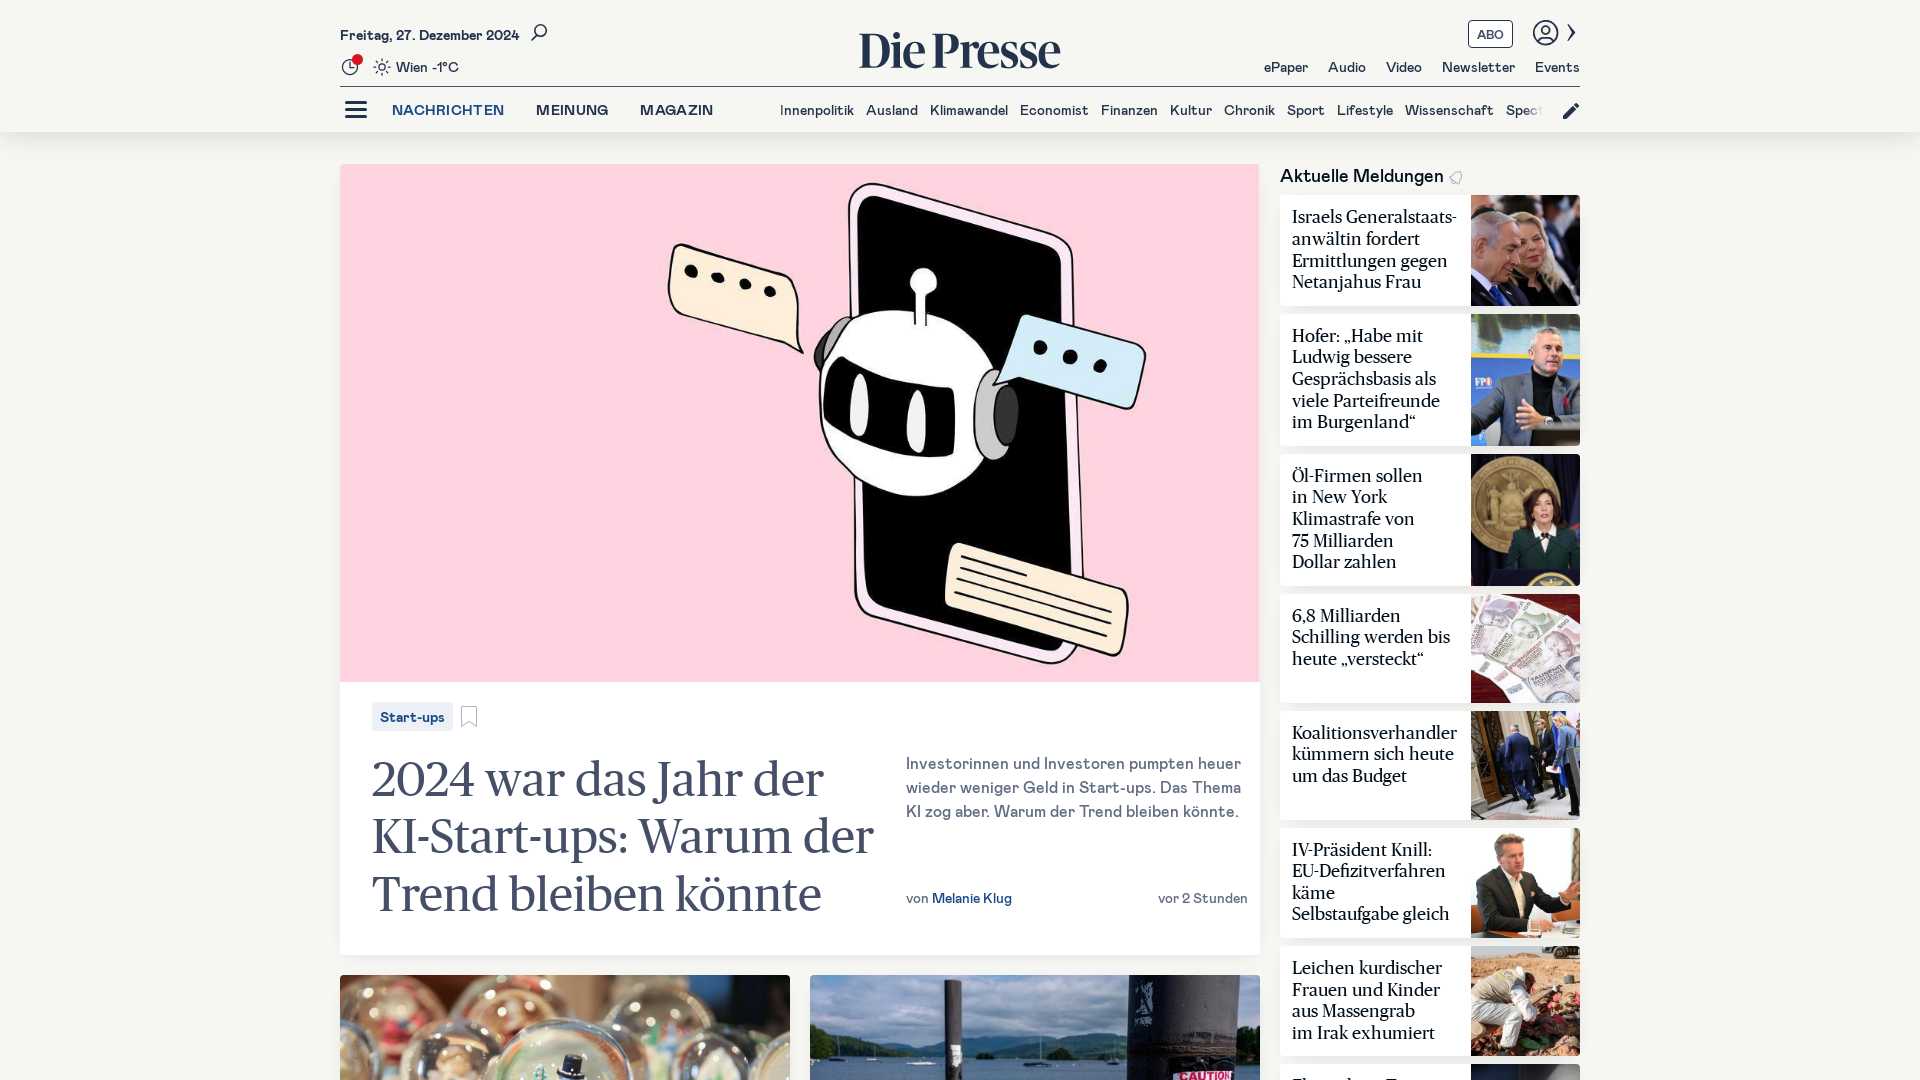 Freitag, 27. Dezember 2024
Wien -1°C
Die Presse
ABO
ePaper Audio Video Newsletter Events
NACHRICHTEN MEINUNG MAGAZIN
Innenpolitik Ausland Klimawandel Economist Finanzen Kultur Chronik Sport Lifestyle Wissenschaft Spect
Start-ups
2024 war das Jahr der
KI-Start-ups: Warum der
Trend bleiben könnte
Investorinnen und Investoren pumpten heuer
wieder weniger Geld in Start-ups. Das Thema
KI zog aber. Warum der Trend bleiben könnte.
von Melanie Klug
vor 2 Stunden
CAUTION
Aktuelle Meldungen
Israels Generalstaats-
anwältin fordert
Ermittlungen gegen
Netanjahus Frau
Hofer: „Habe mit
Ludwig bessere
Gesprächsbasis als
viele Parteifreunde
im Burgenland“
FPÖ
Öl-Firmen sollen
in New York
Klimastrafe von
75 Milliarden
Dollar zahlen
6,8 Milliarden
Schilling werden bis
heute „versteckt“
Koalitionsverhandler
kümmern sich heute
um das Budget
IV-Präsident Knill:
EU-Defizitverfahren
käme
Selbstaufgabe gleich
Leichen kurdischer
Frauen und Kinder
aus Massengrab
im Irak exhumiert